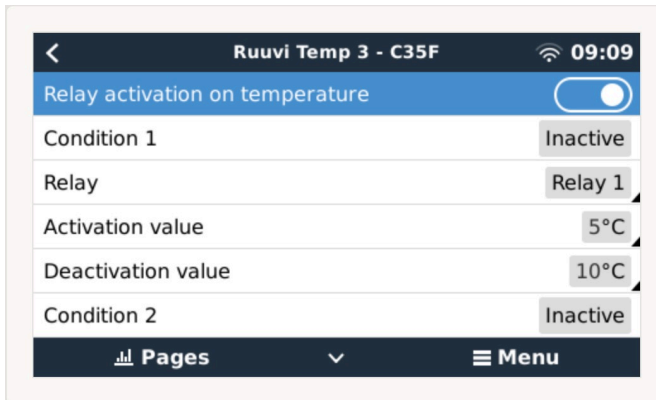 Ruuvi Temp 3 - C35F 09:09
Relay activation on temperature
Condition 1 Inactive
Relay Relay 1
Activation value 5°C
Deactivation value 10°C
Condition 2 Inactive
Pages Menu